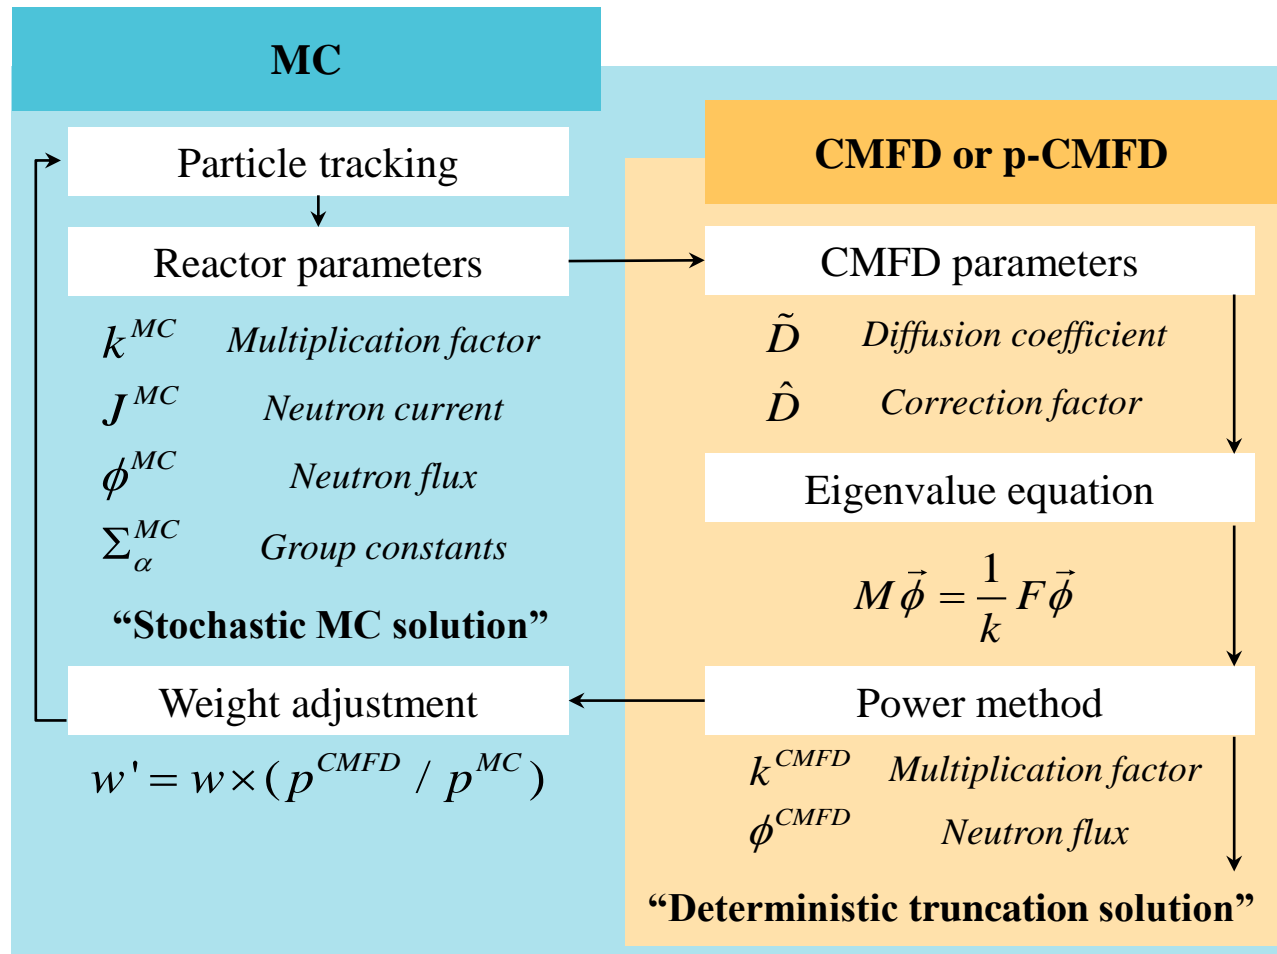 MC
Particle tracking
Reactor parameters
k^{MC} Multiplication factor
J^{MC} Neutron current
ϕ^{MC} Neutron flux
Σ_α^{MC} Group constants
“Stochastic MC solution”
Weight adjustment
w' = w × ( p^{CMFD} / p^{MC} )
CMFD or p-CMFD
CMFD parameters
D̃ Diffusion coefficient
D̂ Correction factor
Eigenvalue equation
M ϕ⃗ = \frac{1}{k} F ϕ⃗
Power method
k^{CMFD} Multiplication factor
ϕ^{CMFD} Neutron flux
“Deterministic truncation solution”